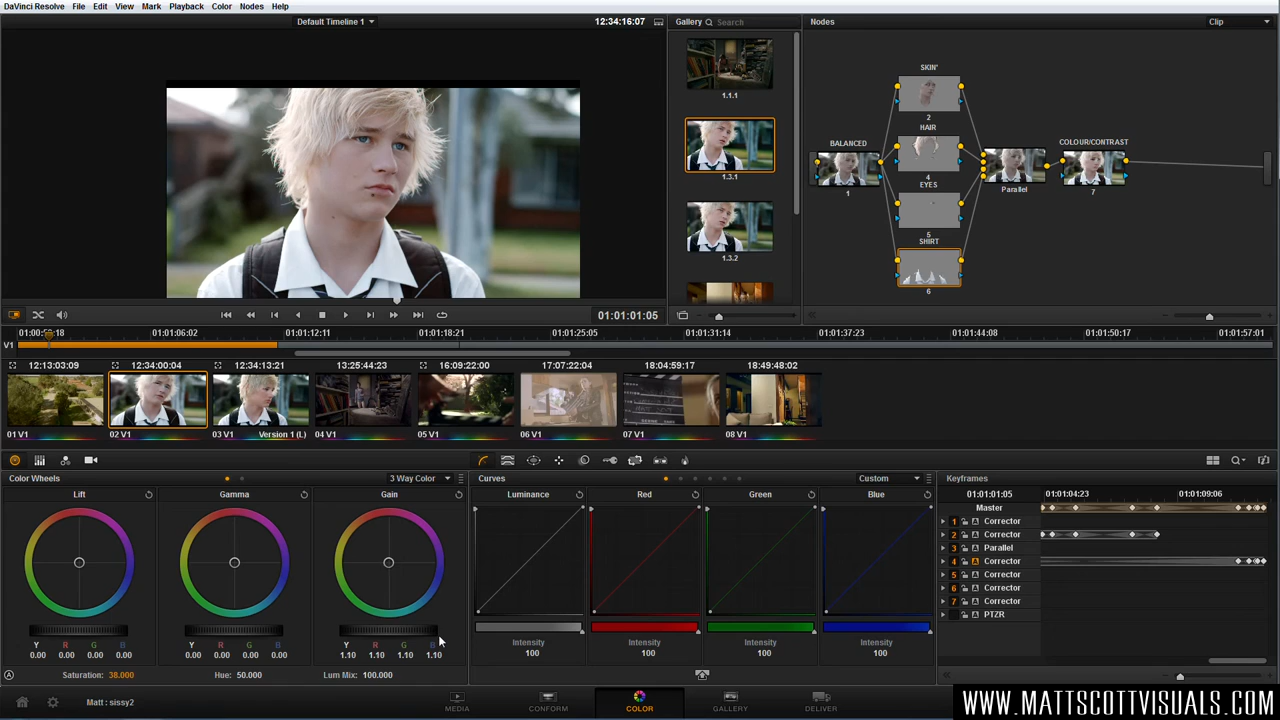 DaVinci Resolve File Edit View Mark Playback Color Nodes Help
Default Timeline 1 12:34:16:07 Gallery Search Nodes Clip
1.1.1
1.3.1
1.3.2
SKIN'
2
HAIR
4
EYES
5
SHIRT
6
BALANCED
1
Parallel
COLOUR/CONTRAST
7
01:01:01:05
01:01:06:02 01:01:12:11 01:01:18:21 01:01:25:05 01:01:31:14 01:01:37:23 01:01:44:08 01:01:50:17 01:01:57:01
V1
12:13:03:09 12:34:00:04 12:34:13:21 13:25:44:23 16:09:22:00 17:07:22:04 18:04:59:17 18:49:48:02
01 V1 02 V1 03 V1 Version 1 (L) 04 V1 05 V1 06 V1 07 V1 08 V1
Color Wheels 3 Way Color Curves Custom Keyframes
Lift Gamma Gain Luminance Red Green Blue
01:01:01:05 01:01:04:23 01:01:09:06
Master
1 Corrector
2 Corrector
3 Parallel
4 Corrector
5 Corrector
6 Corrector
7 Corrector
PTZR
Y R G B Y R G B Y R G B
0.00 0.00 0.00 0.00 0.00 0.00 0.00 0.00 1.10 1.10 1.10 1.10
Intensity Intensity Intensity Intensity
100 100 100 100
A Saturation: 38.000 Hue: 50.000 Lum Mix: 100.000
Matt : sissy2 MEDIA CONFORM COLOR GALLERY DELIVER
WWW.MATTSCOTTVISUALS.COM